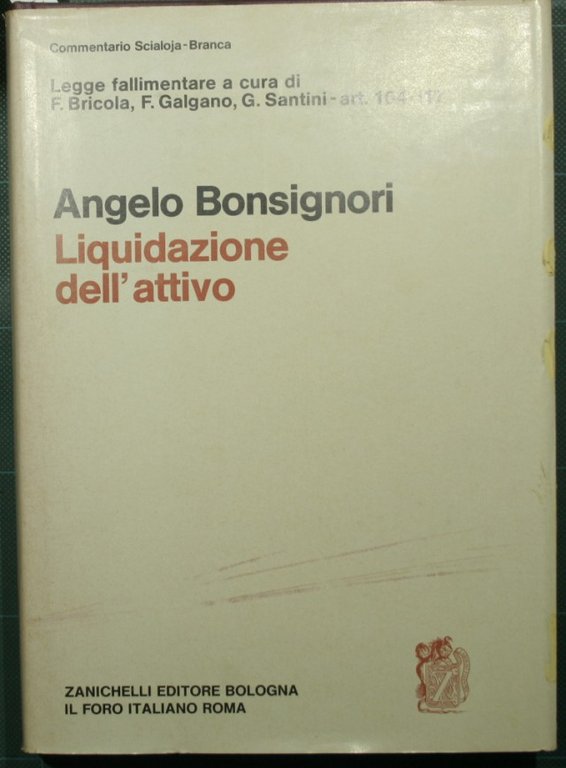 Commentario Scialoja-Branca
Legge fallimentare a cura di
F. Bricola, F. Galgano, G. Santini - art. 104-117
Angelo Bonsignori
Liquidazione
dell'attivo
Z
ZANICHELLI EDITORE BOLOGNA
IL FORO ITALIANO ROMA